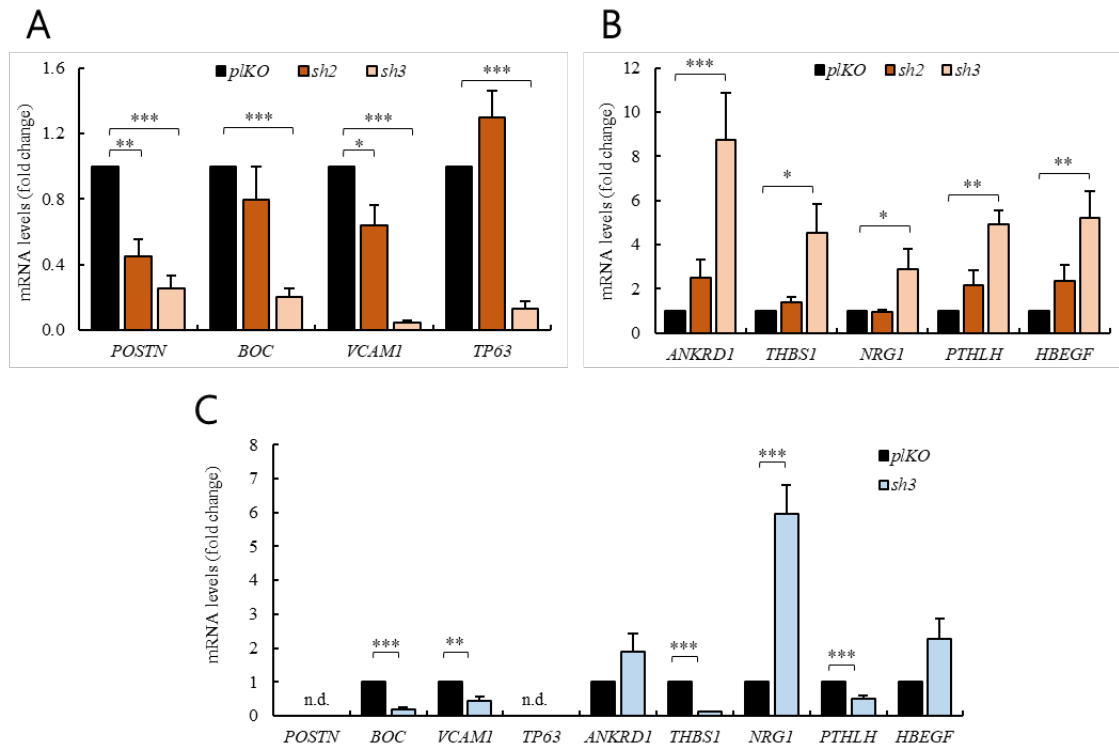 A
plKO sh2 sh3
mRNA levels (fold change)
1.6
1.2
0.8
0.4
0.0
*** ** *** *** * ***
POSTN BOC VCAM1 TP63
B
plKO sh2 sh3
mRNA levels (fold change)
12
10
8
6
4
2
0
*** * * ** **
ANKRD1 THBS1 NRG1 PTHLH HBEGF
C
plKO
sh3
mRNA levels (fold change)
8
7
6
5
4
3
2
1
0
n.d. *** ** n.d. *** *** ***
POSTN BOC VCAM1 TP63 ANKRD1 THBS1 NRG1 PTHLH HBEGF